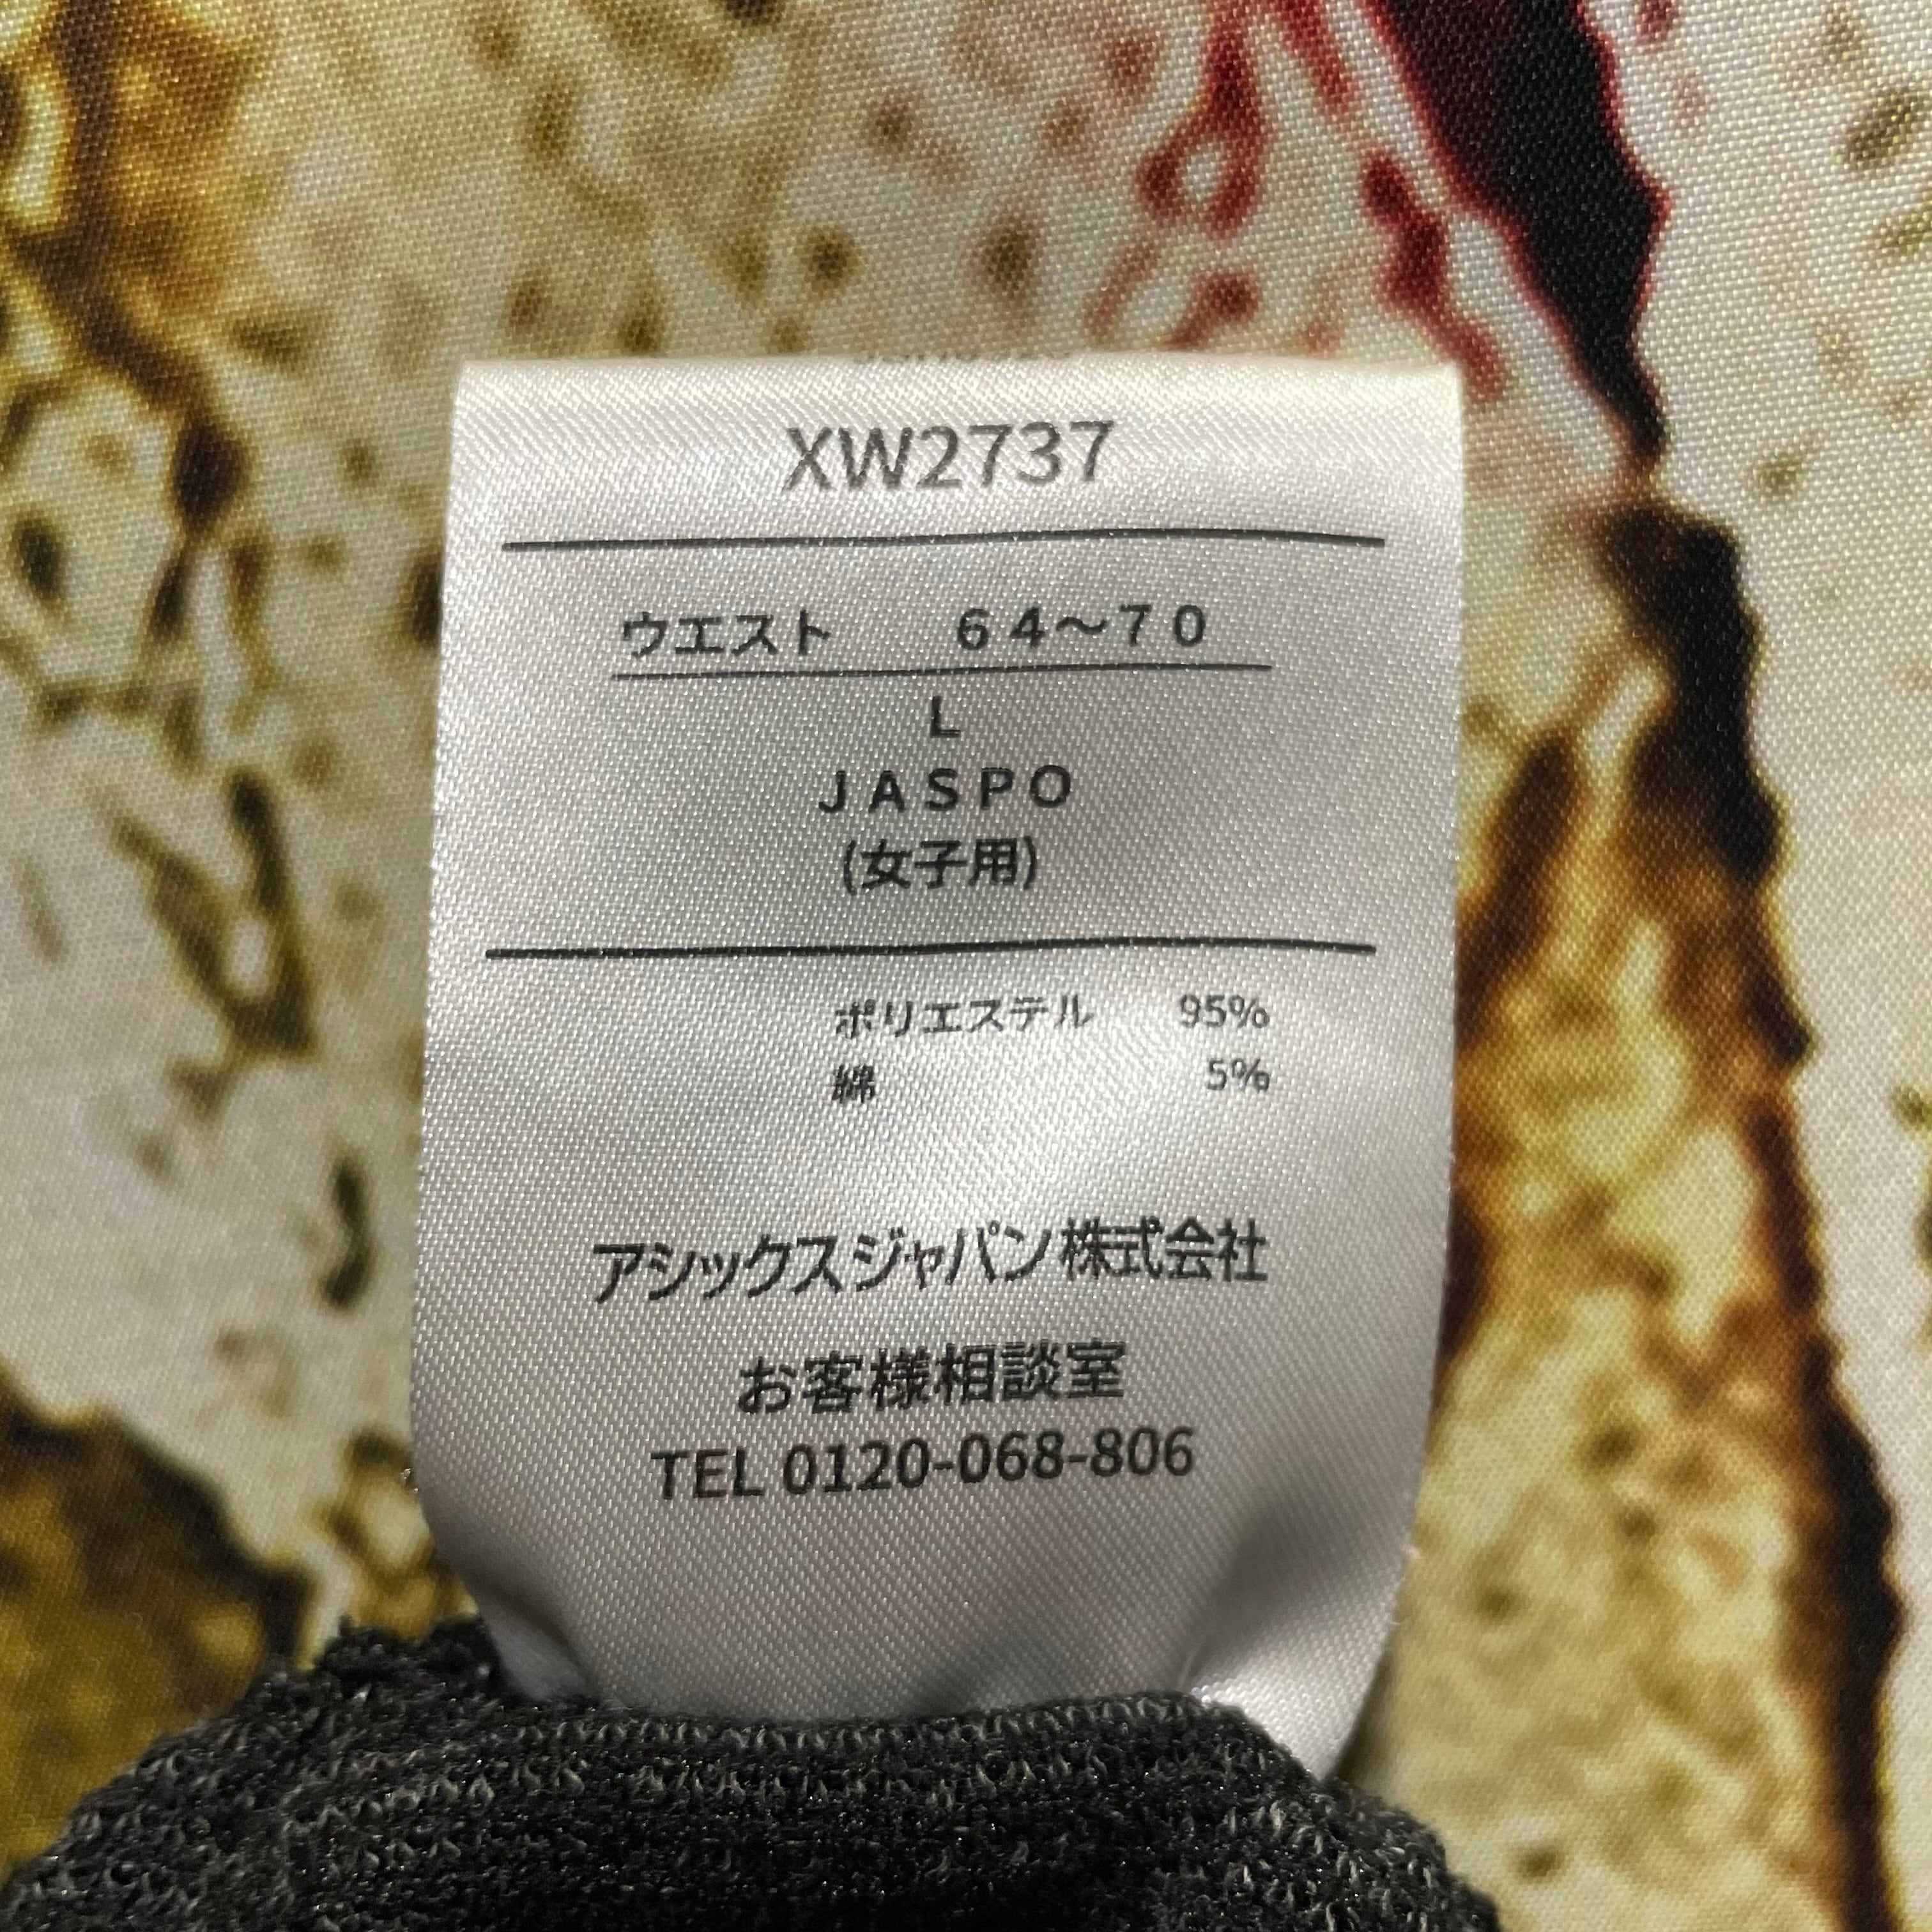 XW2737
ウエスト ６４〜７０
L
ＪＡＳＰＯ
(女子用)
ポリエステル 95%
綿 5%
アシックスジャパン株式会社
お客様相談室
TEL 0120-068-806